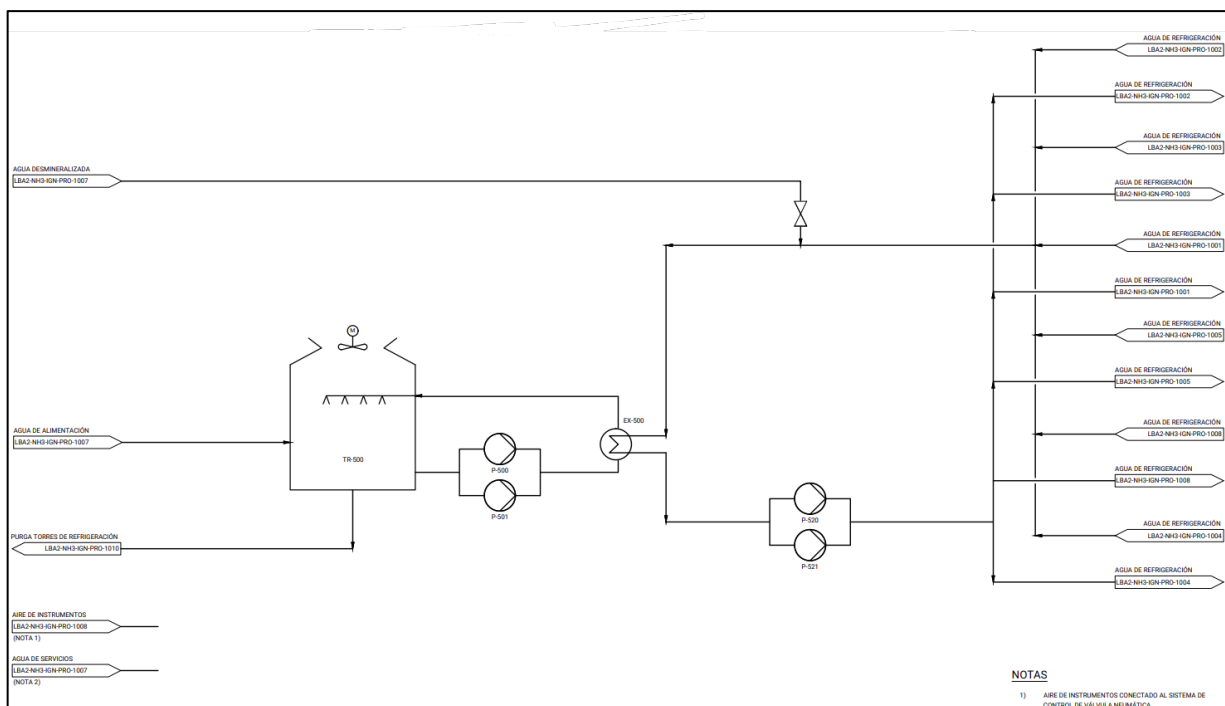 AGUA DE REFRIGERACIÓN
LBA2-NH3-IGN-PRO-1002
AGUA DE REFRIGERACIÓN
LBA2-NH3-IGN-PRO-1002
AGUA DE REFRIGERACIÓN
LBA2-NH3-IGN-PRO-1003
AGUA DESMINERALIZADA
LBA2-NH3-IGN-PRO-1007
AGUA DE REFRIGERACIÓN
LBA2-NH3-IGN-PRO-1003
AGUA DE REFRIGERACIÓN
LBA2-NH3-IGN-PRO-1001
AGUA DE REFRIGERACIÓN
LBA2-NH3-IGN-PRO-1001
AGUA DE REFRIGERACIÓN
LBA2-NH3-IGN-PRO-1005
M
AGUA DE REFRIGERACIÓN
LBA2-NH3-IGN-PRO-1005
EX-500
AGUA DE REFRIGERACIÓN
LBA2-NH3-IGN-PRO-1008
AGUA DE ALIMENTACIÓN
LBA2-NH3-IGN-PRO-1007
TR-500
P-500
AGUA DE REFRIGERACIÓN
LBA2-NH3-IGN-PRO-1008
P-501
P-520
AGUA DE REFRIGERACIÓN
LBA2-NH3-IGN-PRO-1004
PURGA TORRES DE REFRIGERACIÓN
LBA2-NH3-IGN-PRO-1010
P-521
AGUA DE REFRIGERACIÓN
LBA2-NH3-IGN-PRO-1004
AIRE DE INSTRUMENTOS
LBA2-NH3-IGN-PRO-1008
(NOTA 1)
AGUA DE SERVICIOS
LBA2-NH3-IGN-PRO-1007
(NOTA 2)
NOTAS
1) AIRE DE INSTRUMENTOS CONECTADO AL SISTEMA DE
CONTROL DE VÁLVULA NEUMÁTICA